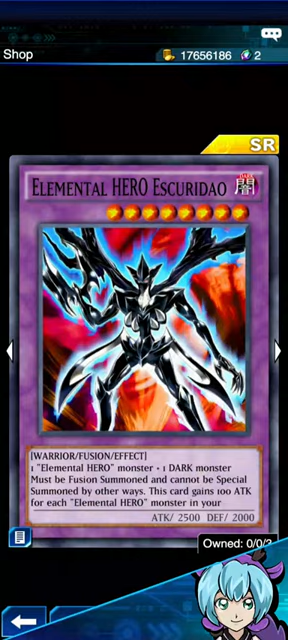 Shop
17656186
2
SR
ELEMENTAL HERO ESCURIDAO
DARK
闇
[WARRIOR/FUSION/EFFECT]
1 "Elemental HERO" monster + 1 DARK monster
Must be Fusion Summoned and cannot be Special
Summoned by other ways. This card gains 100 ATK
for each "Elemental HERO" monster in your
ATK/ 2500 DEF/ 2000
Owned: 0/0/3